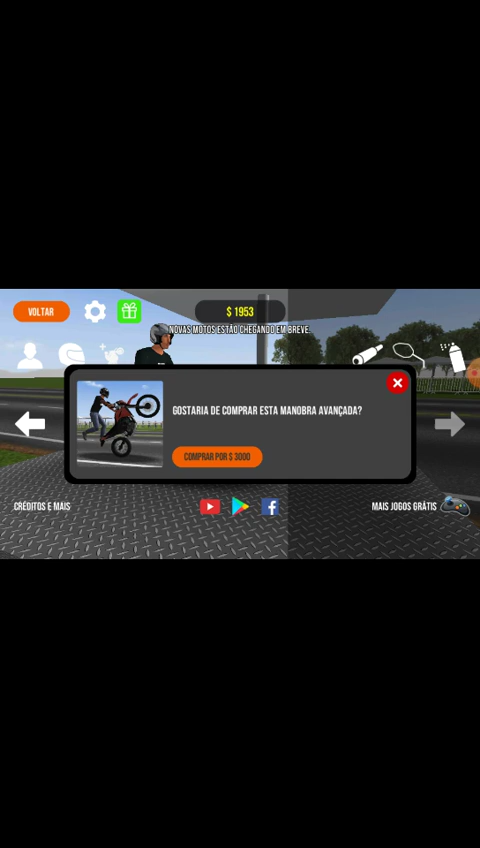 VOLTAR
$ 1953
NOVAS MOTOS ESTÃO CHEGANDO EM BREVE.
GOSTARIA DE COMPRAR ESTA MANOBRA AVANÇADA?
COMPRAR POR $ 3000
CRÉDITOS E MAIS
MAIS JOGOS GRÁTIS